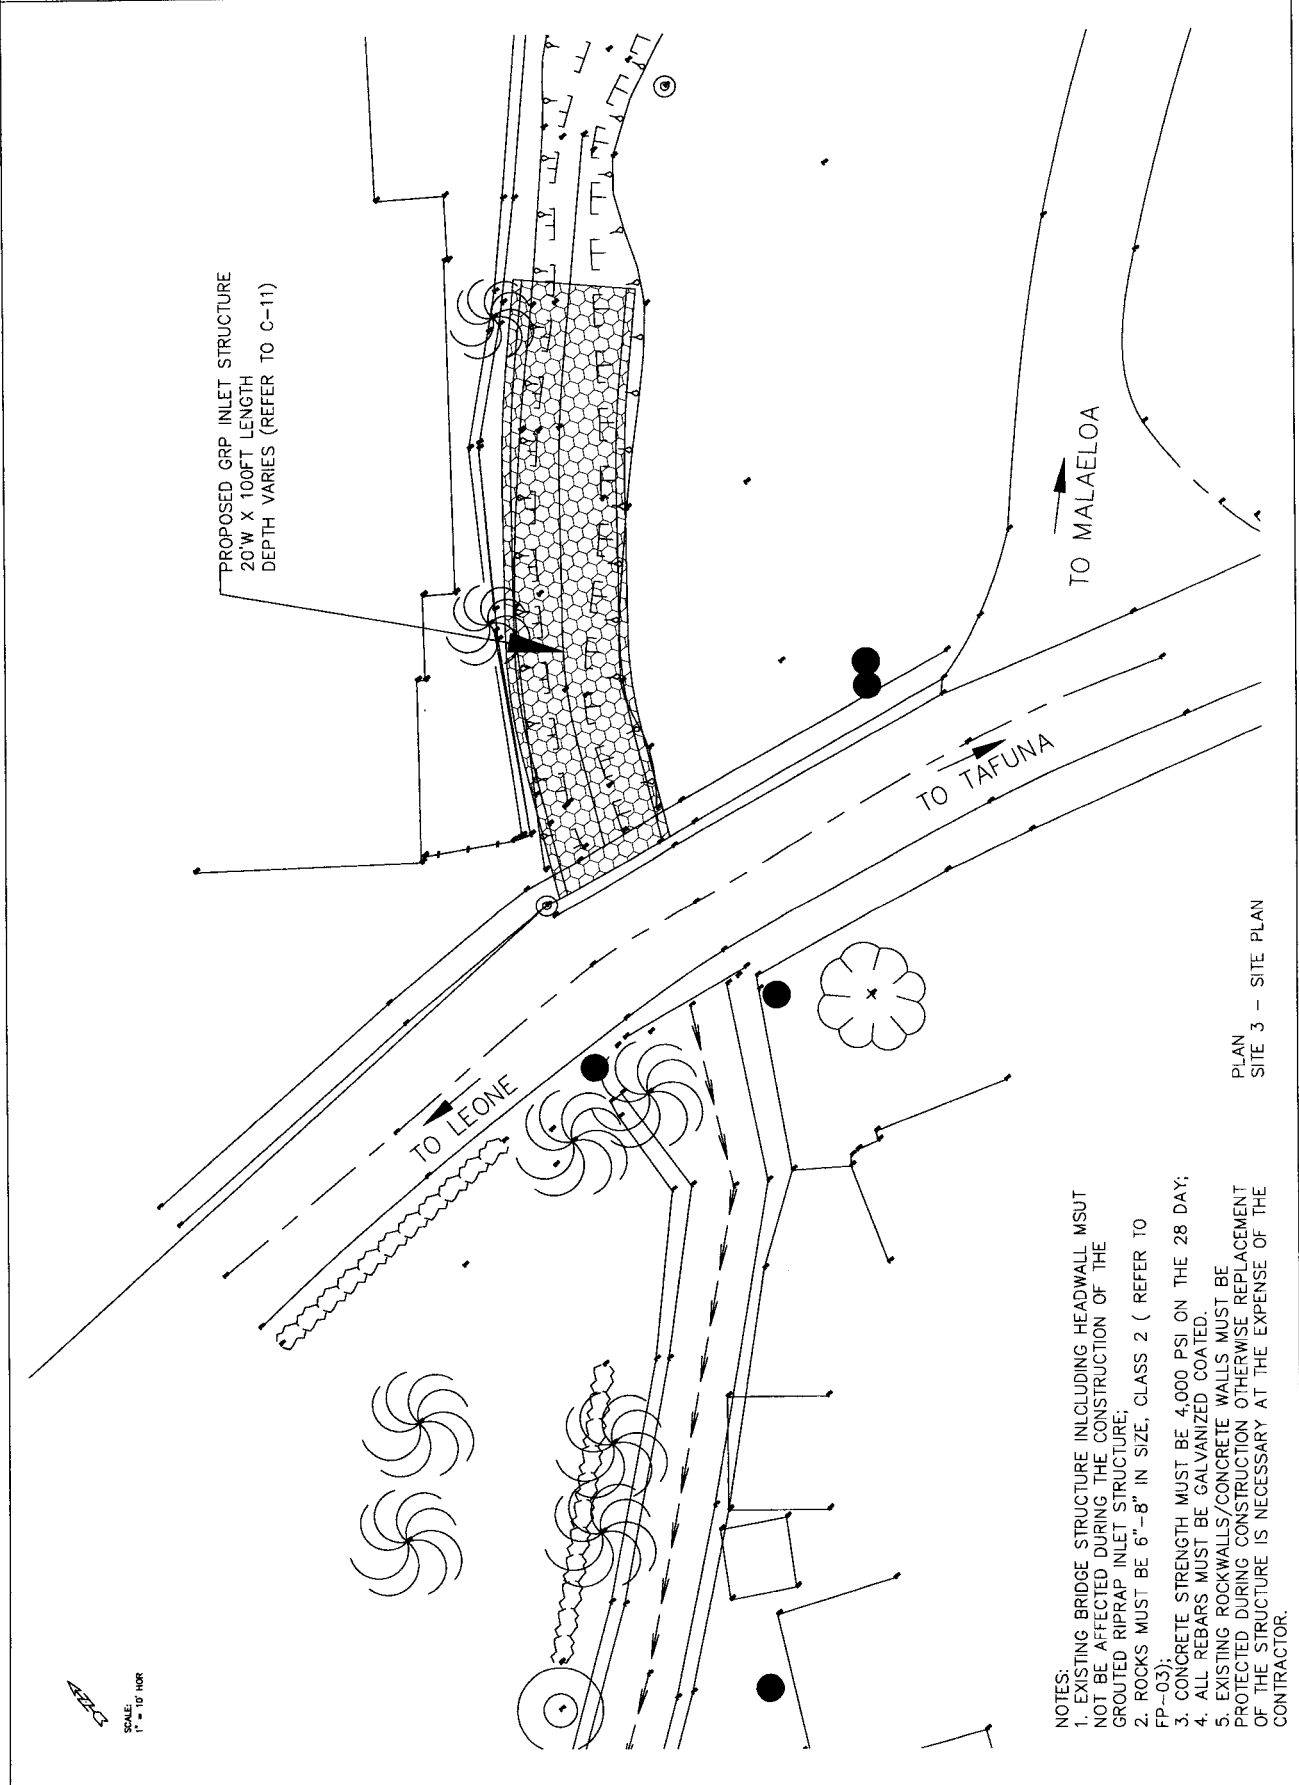 PROPOSED GRP INLET STRUCTURE
20'W X 100FT LENGTH
DEPTH VARIES (REFER TO C-11)
TO MALAELOA
TO TAFUNA
TO LEONE
SCALE:
1" = 10' HOR
NOTES:
1. EXISTING BRIDGE STRUCTURE INLCLUDING HEADWALL MSUT
NOT BE AFFECTED DURING THE CONSTRUCTION OF THE
GROUTED RIPRAP INLET STRUCTURE;
2. ROCKS MUST BE 6"-8" IN SIZE, CLASS 2 ( REFER TO
FP-03);
3. CONCRETE STRENGTH MUST BE 4,000 PSI ON THE 28 DAY;
4. ALL REBARS MUST BE GALVANIZED COATED.
5. EXISTING ROCKWALLS/CONCRETE WALLS MUST BE
PROTECTED DURING CONSTRUCTION OTHERWISE REPLACEMENT
OF THE STRUCTURE IS NECESSARY AT THE EXPENSE OF THE
CONTRACTOR.
PLAN
SITE 3 - SITE PLAN